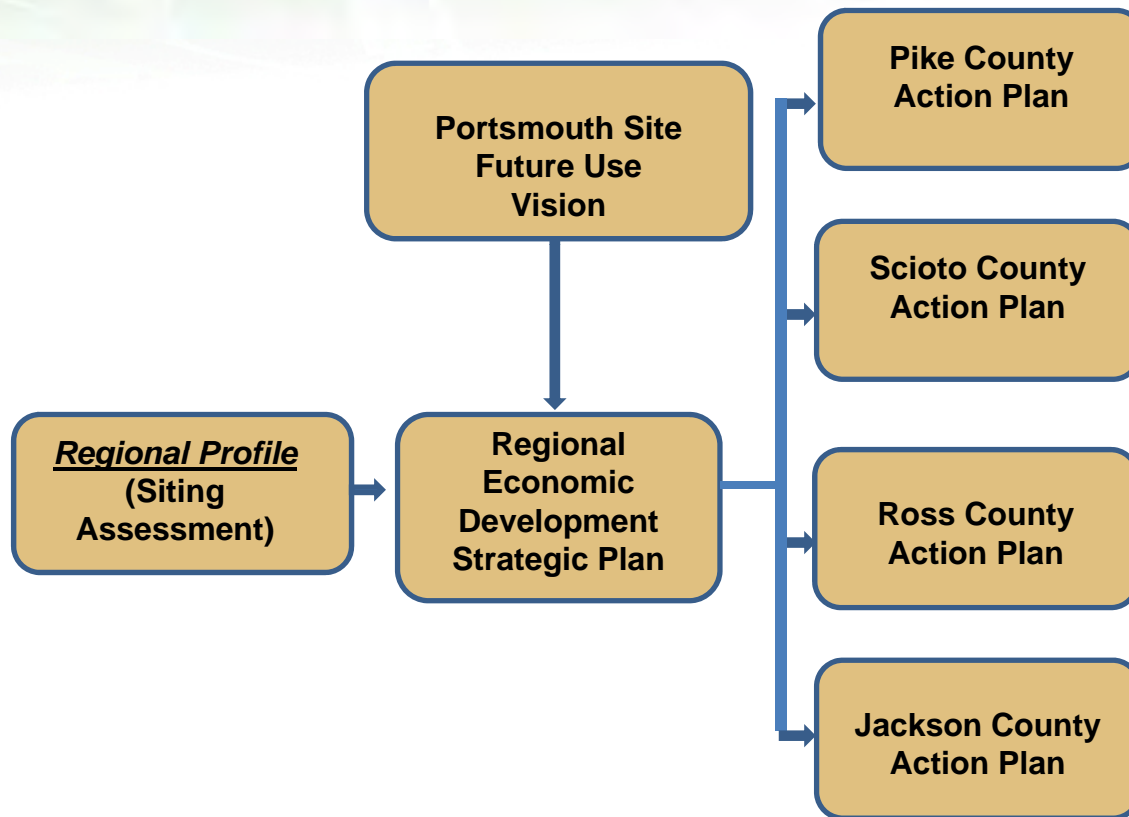 Portsmouth Site
Future Use
Vision
Regional Profile
(Siting
Assessment)
Regional
Economic
Development
Strategic Plan
Pike County
Action Plan
Scioto County
Action Plan
Ross County
Action Plan
Jackson County
Action Plan